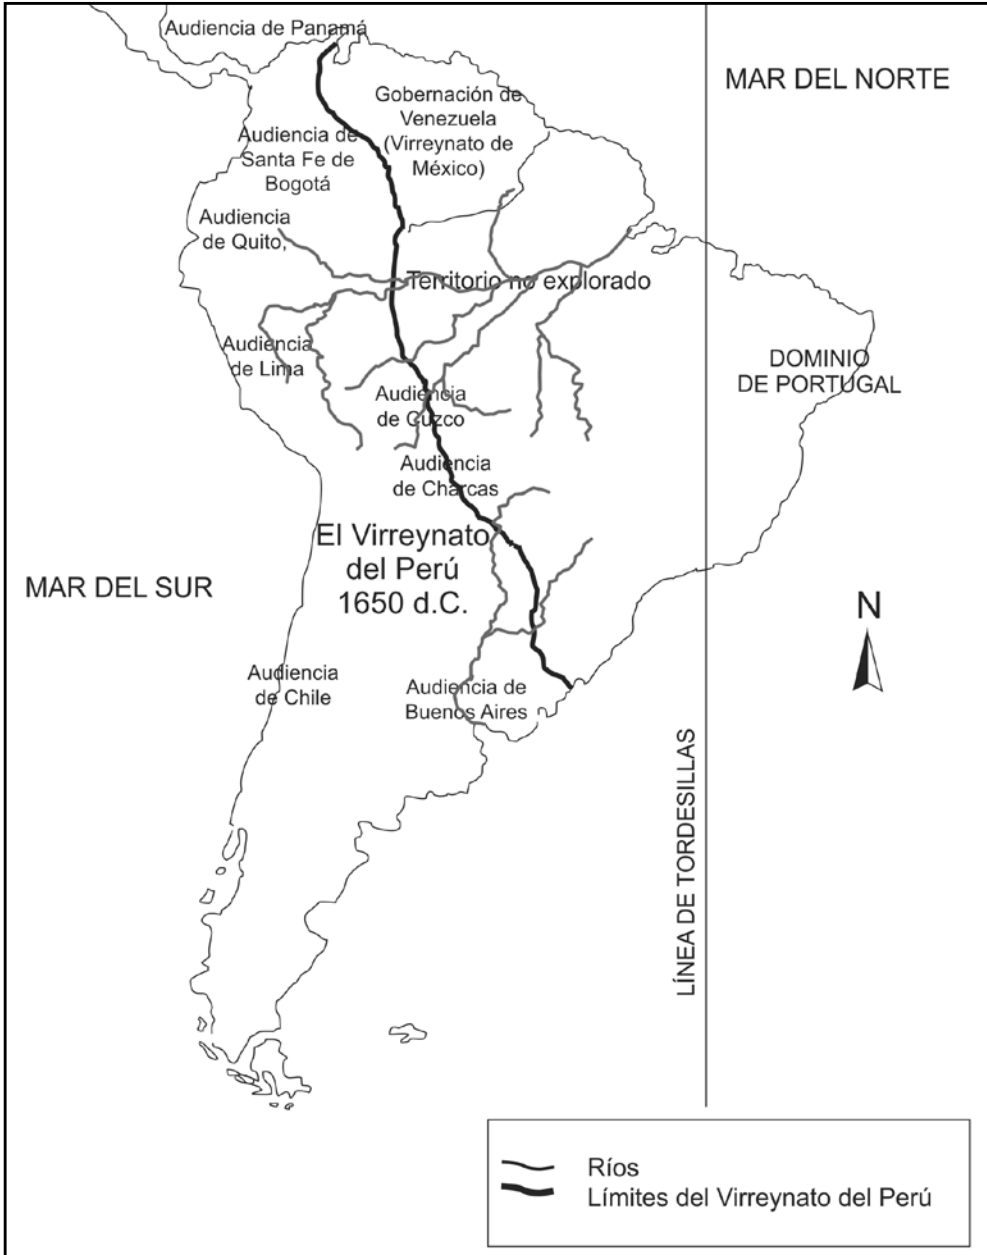 Audiencia de Panamá
MAR DEL NORTE
Gobernación de
Venezuela
(Virreynato de
México)
Audiencia de
Santa Fe de
Bogotá
Audiencia
de Quito,
Territorio no explorado
Audiencia
de Lima
DOMINIO
DE PORTUGAL
Audiencia
de Cuzco
Audiencia
de Charcas
El Virreynato
del Perú
1650 d.C.
MAR DEL SUR
N
Audiencia
de Chile
Audiencia de
Buenos Aires
LÍNEA DE TORDESILLAS
Ríos
Límites del Virreynato del Perú